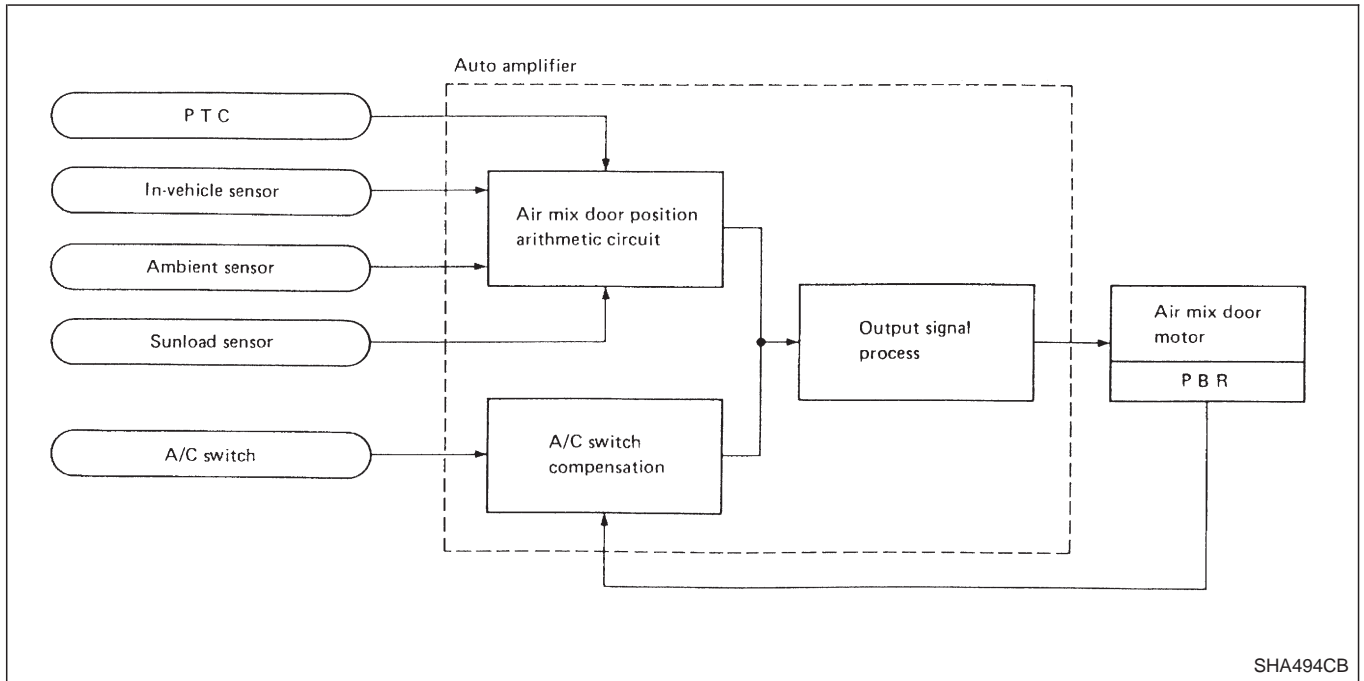 Auto amplifier
P T C
In-vehicle sensor
Ambient sensor
Sunload sensor
A/C switch
Air mix door position
arithmetic circuit
A/C switch
compensation
Output signal
process
Air mix door
motor
P B R
SHA494CB